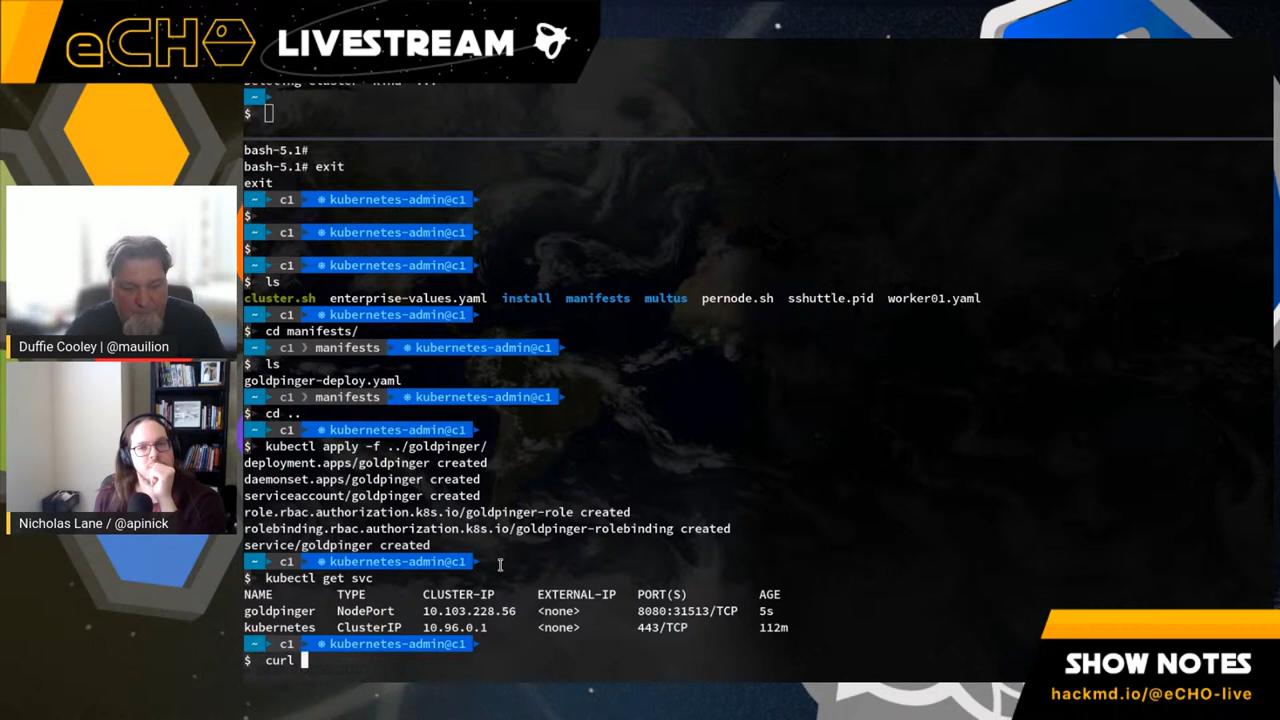 eCHO LIVESTREAM
~
$
bash-5.1#
bash-5.1# exit
exit
~ c1 kubernetes-admin@c1
$
~ c1 kubernetes-admin@c1
$
~ c1 kubernetes-admin@c1
$ ls
cluster.sh enterprise-values.yaml install manifests multus pernode.sh sshuttle.pid worker01.yaml
~ c1 kubernetes-admin@c1
$ cd manifests/
~ c1 ❯ manifests kubernetes-admin@c1
$ ls
goldpinger-deploy.yaml
~ c1 ❯ manifests kubernetes-admin@c1
$ cd ..
~ c1 kubernetes-admin@c1
$ kubectl apply -f ../goldpinger/
deployment.apps/goldpinger created
daemonset.apps/goldpinger created
serviceaccount/goldpinger created
role.rbac.authorization.k8s.io/goldpinger-role created
rolebinding.rbac.authorization.k8s.io/goldpinger-rolebinding created
service/goldpinger created
~ c1 kubernetes-admin@c1
$ kubectl get svc
NAME TYPE CLUSTER-IP EXTERNAL-IP PORT(S) AGE
goldpinger NodePort 10.103.228.56 <none> 8080:31513/TCP 5s
kubernetes ClusterIP 10.96.0.1 <none> 443/TCP 112m
~ c1 kubernetes-admin@c1
$ curl
Duffie Cooley | @mauilion
Nicholas Lane / @apinick
SHOW NOTES
hackmd.io/@eCHO-live